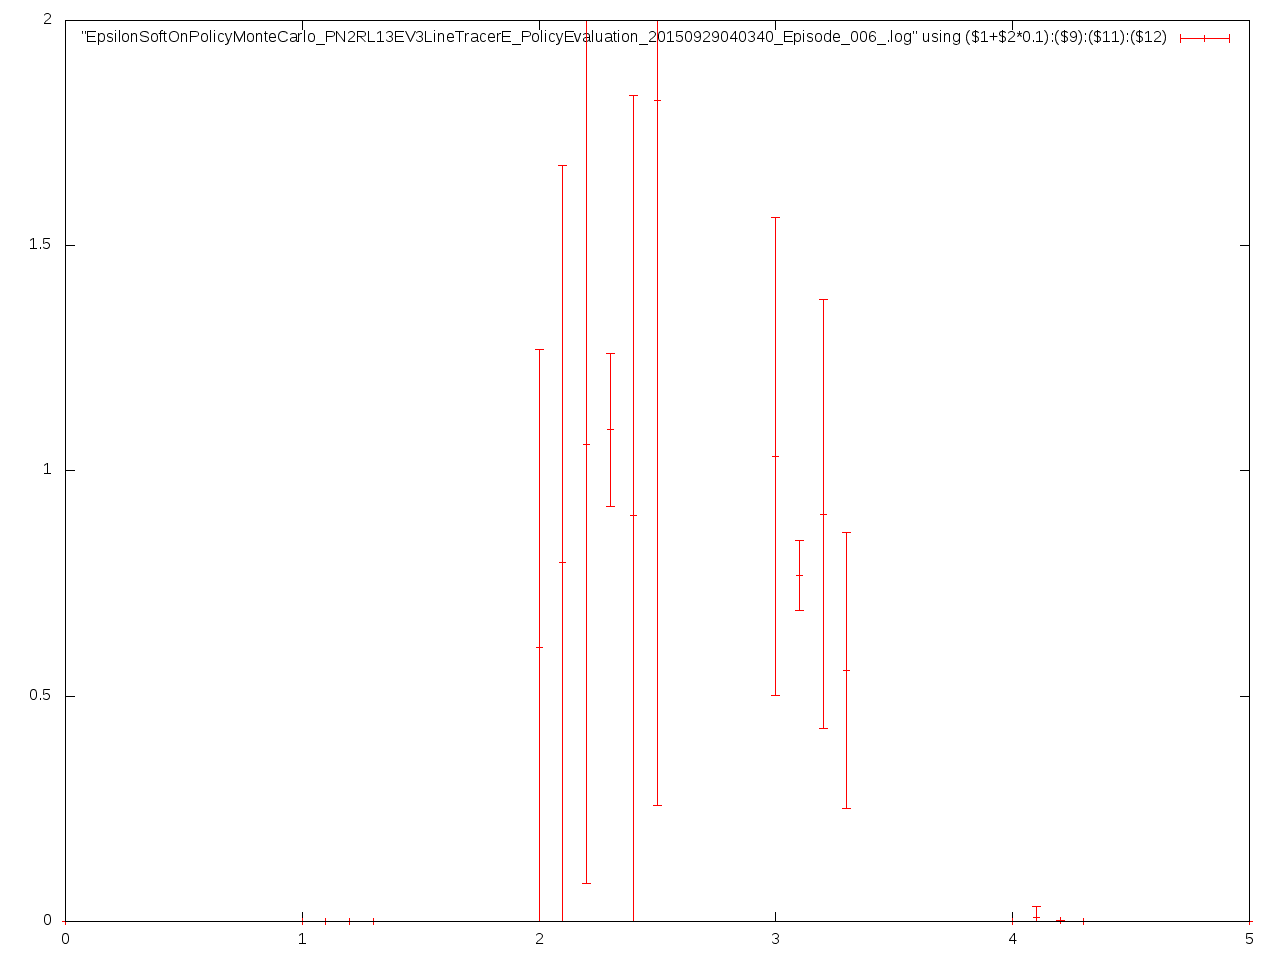 2
"EpsilonSoftOnPolicyMonteCarlo_PN2RL13EV3LineTracerE_PolicyEvaluation_20150929040340_Episode_006_.log" using ($1+$2*0.1):($9):($11):($12)
1.5
1
0.5
0
0 1 2 3 4 5